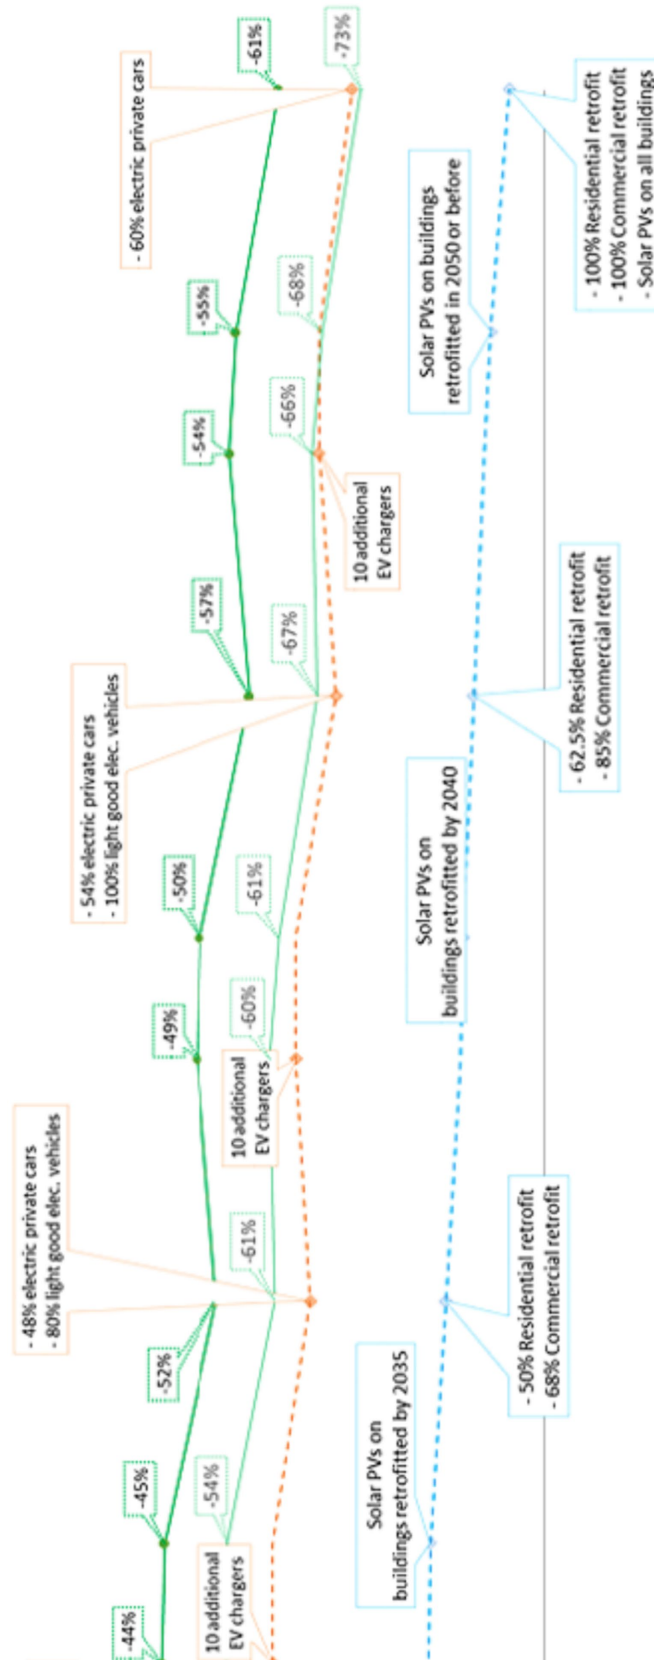 -44%
-45%
-52%
-49%
-50%
-57%
-54%
-55%
-61%
- 48% electric private cars
- 80% light good elec. vehicles
- 54% electric private cars
- 100% light good elec. vehicles
- 60% electric private cars
-54%
-61%
-60%
-61%
-67%
-66%
-68%
-73%
10 additional
EV chargers
10 additional
EV chargers
10 additional
EV chargers
Solar PVs on
buildings retrofitted by 2035
Solar PVs on
buildings retrofitted by 2040
Solar PVs on buildings
retrofitted in 2050 or before
- 50% Residential retrofit
- 68% Commercial retrofit
- 62.5% Residential retrofit
- 85% Commercial retrofit
- 100% Residential retrofit
- 100% Commercial retrofit
- Solar PVs on all buildings